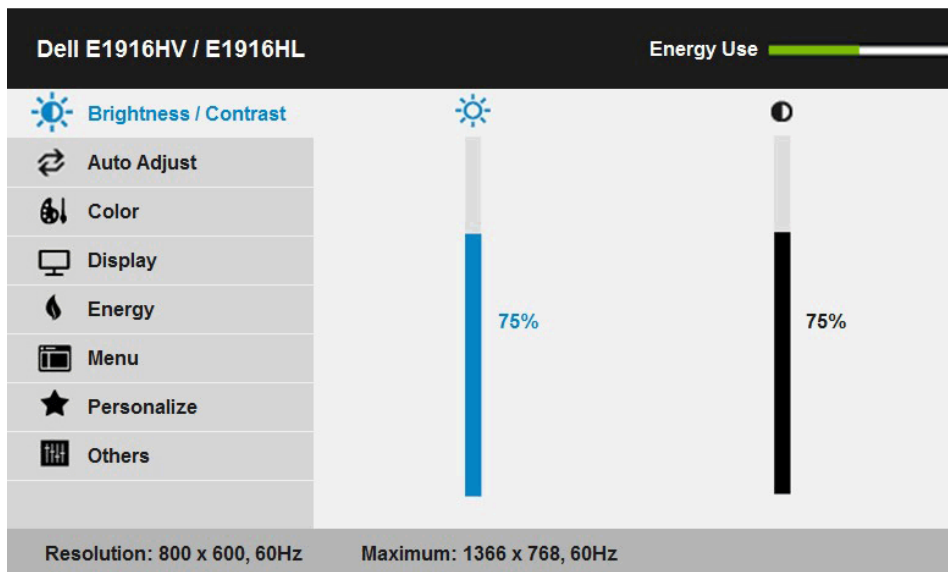 Dell E1916HV / E1916HL
Energy Use
Brightness / Contrast
Auto Adjust
Color
Display
Energy
Menu
Personalize
Others
75%
75%
Resolution: 800 x 600, 60Hz
Maximum: 1366 x 768, 60Hz